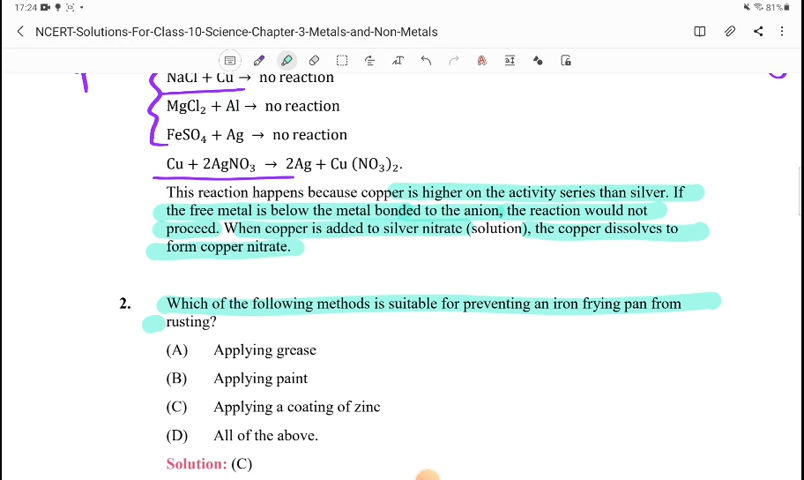 17:24 81%
NCERT-Solutions-For-Class-10-Science-Chapter-3-Metals-and-Non-Metals
NaCl + Cu → no reaction
MgCl₂ + Al → no reaction
FeSO₄ + Ag → no reaction
Cu + 2AgNO₃ → 2Ag + Cu (NO₃)₂.
This reaction happens because copper is higher on the activity series than silver. If
the free metal is below the metal bonded to the anion, the reaction would not
proceed. When copper is added to silver nitrate (solution), the copper dissolves to
form copper nitrate.
2. Which of the following methods is suitable for preventing an iron frying pan from
rusting?
(A) Applying grease
(B) Applying paint
(C) Applying a coating of zinc
(D) All of the above.
Solution: (C)